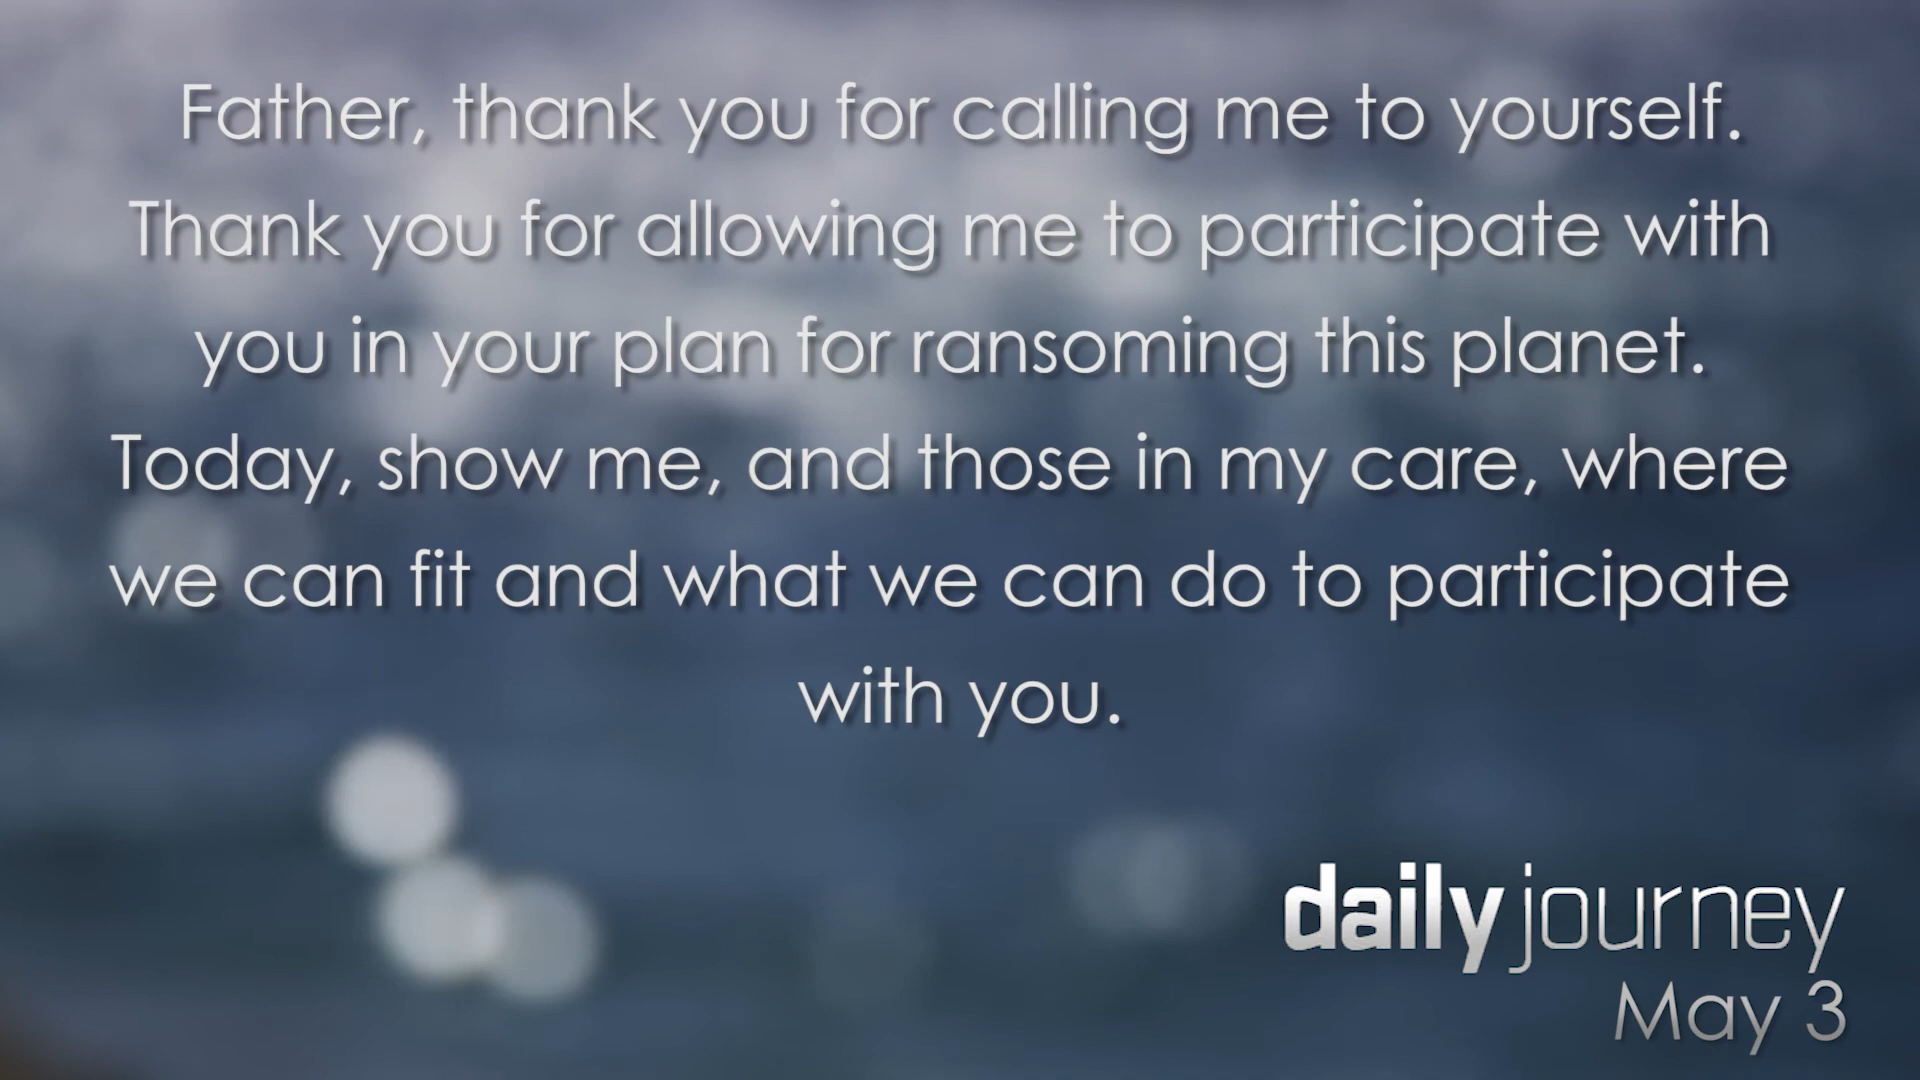 Father, thank you for calling me to yourself.
Thank you for allowing me to participate with
you in your plan for ransoming this planet.
Today, show me, and those in my care, where
we can fit and what we can do to participate
with you.
dailyjourney
May 3